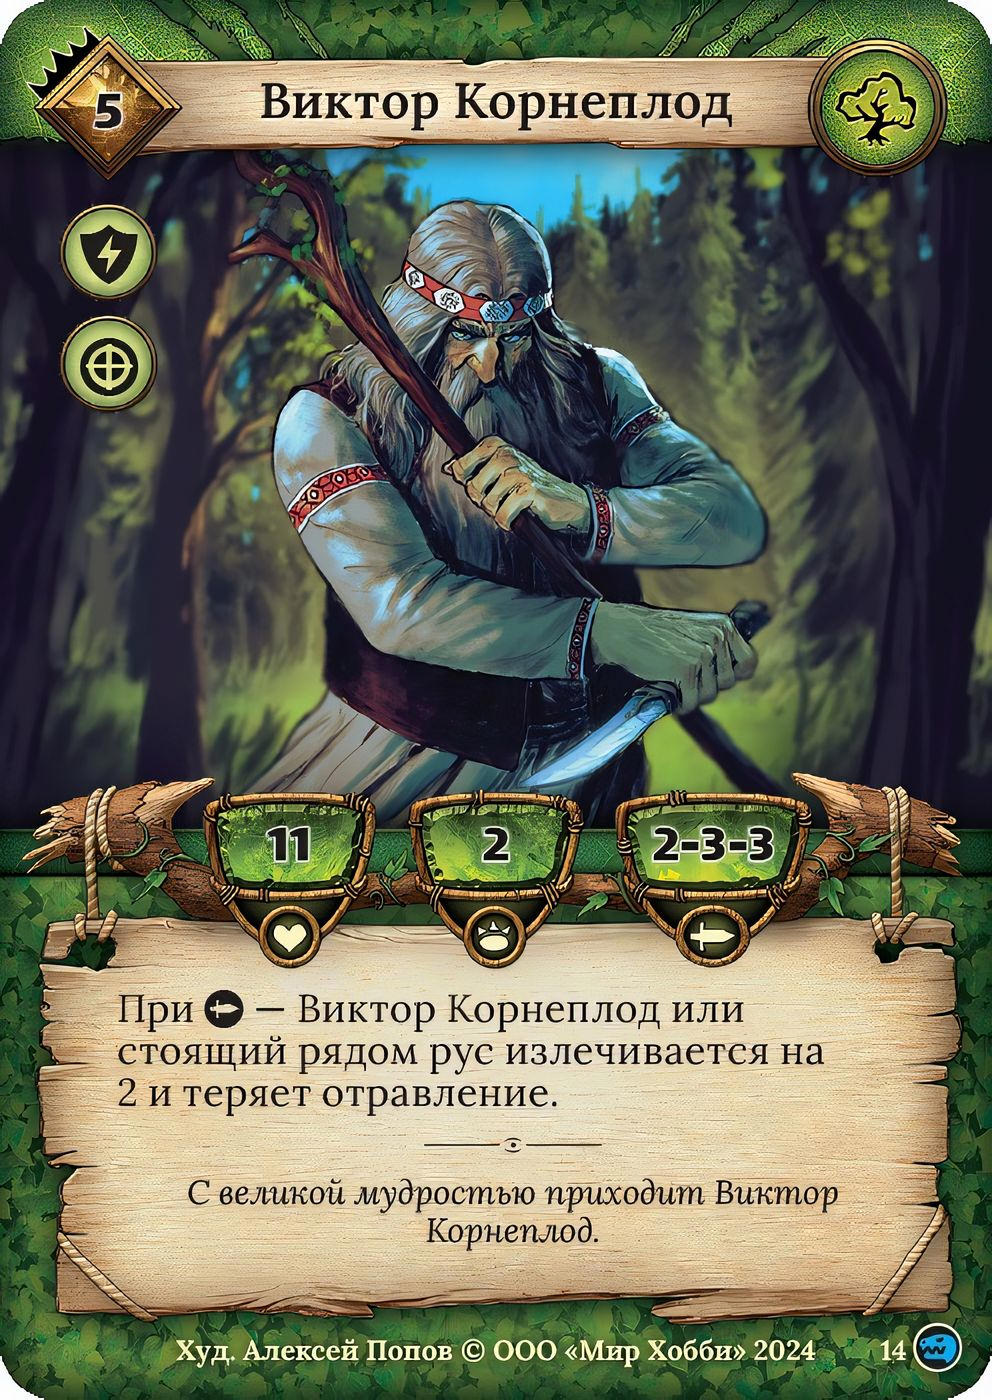 5
Виктор Корнеплод
11
2
2-3-3
При — Виктор Корнеплод или
стоящий рядом рус излечивается на
2 и теряет отравление.
С великой мудростью приходит Виктор
Корнеплод.
Худ. Алексей Попов © ООО «Мир Хобби» 2024
14